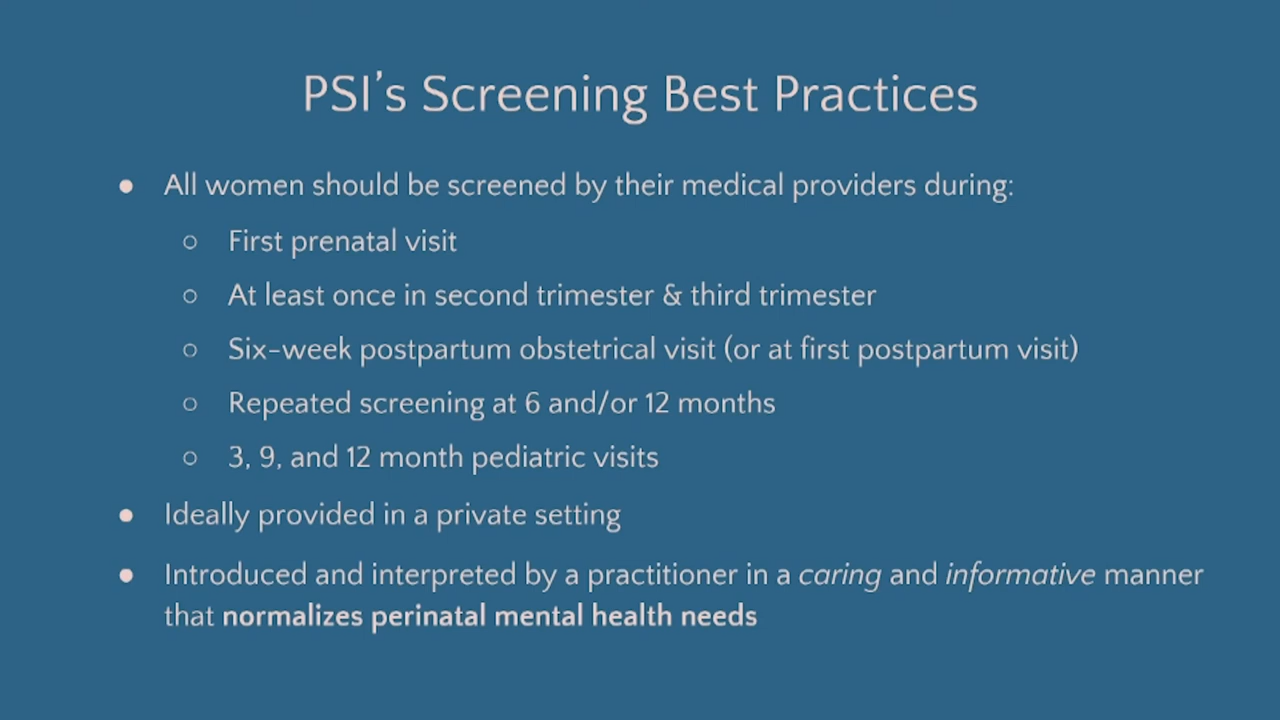 PSI’s Screening Best Practices
● All women should be screened by their medical providers during:
○ First prenatal visit
○ At least once in second trimester & third trimester
○ Six-week postpartum obstetrical visit (or at first postpartum visit)
○ Repeated screening at 6 and/or 12 months
○ 3, 9, and 12 month pediatric visits
● Ideally provided in a private setting
● Introduced and interpreted by a practitioner in a caring and informative manner
that normalizes perinatal mental health needs